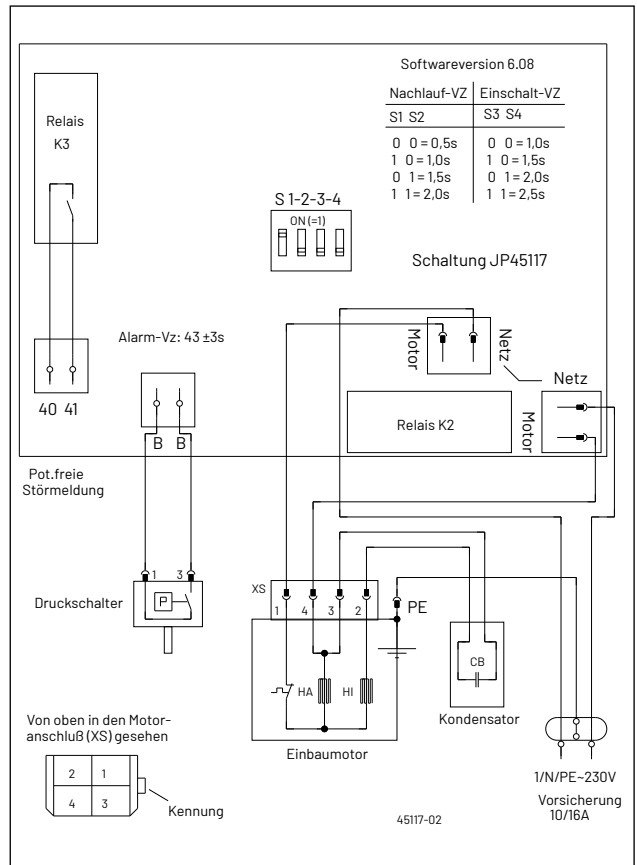 Softwareversion 6.08
Nachlauf-VZ Einschalt-VZ
S1 S2 S3 S4
0 0 = 0,5s 0 0 = 1,0s
1 0 = 1,0s 1 0 = 1,5s
0 1 = 1,5s 0 1 = 2,0s
1 1 = 2,0s 1 1 = 2,5s
Relais
K3
S 1-2-3-4
ON (=1)
Schaltung JP45117
Alarm-Vz: 43 ±3s
40 41
B B
Motor
Netz
Netz
Motor
Relais K2
Pot.freie
Störmeldung
1 3
P
Druckschalter
XS
1 4 3 2
PE
HA HI
CB
Kondensator
Einbaumotor
Von oben in den Motor-
anschluß (XS) gesehen
2 1
4 3
Kennung
1/N/PE~230V
Vorsicherung
10/16A
45117-02